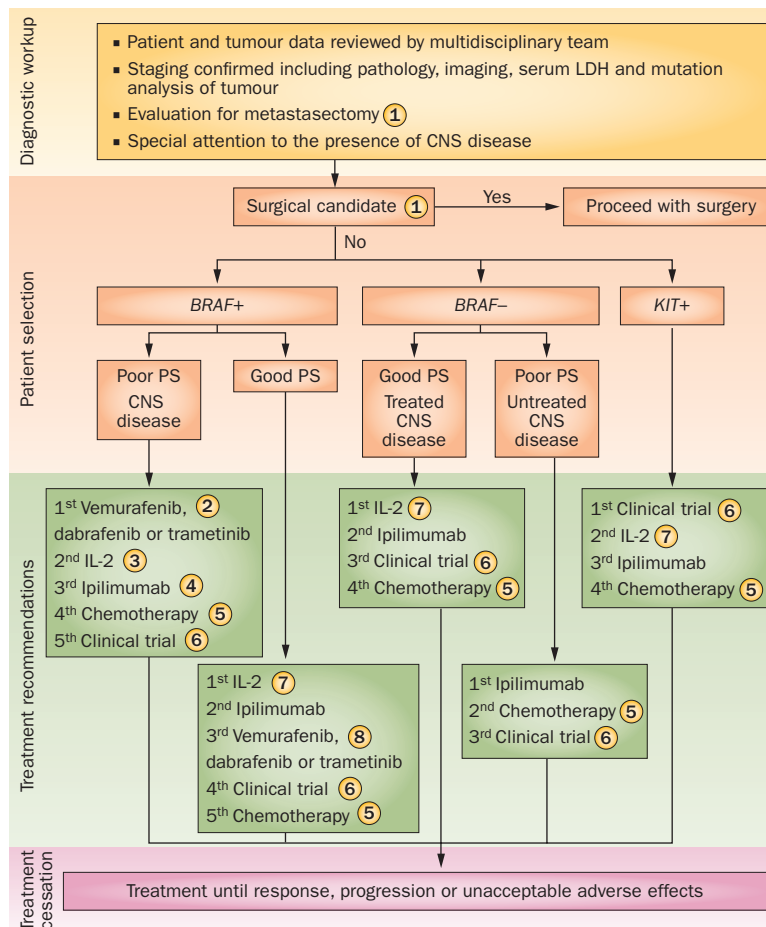 Diagnostic workup
▪ Patient and tumour data reviewed by multidisciplinary team
▪ Staging confirmed including pathology, imaging, serum LDH and mutation
analysis of tumour
▪ Evaluation for metastasectomy 1
▪ Special attention to the presence of CNS disease
Patient selection
Surgical candidate 1
Yes
Proceed with surgery
No
BRAF+
BRAF–
KIT+
Poor PS
CNS
disease
Good PS
Good PS
Treated
CNS
disease
Poor PS
Untreated
CNS
disease
Treatment recommendations
1st Vemurafenib, 2
dabrafenib or trametinib
2nd IL-2 3
3rd Ipilimumab 4
4th Chemotherapy 5
5th Clinical trial 6
1st IL-2 7
2nd Ipilimumab
3rd Vemurafenib, 8
dabrafenib or trametinib
4th Clinical trial 6
5th Chemotherapy 5
1st IL-2 7
2nd Ipilimumab
3rd Clinical trial 6
4th Chemotherapy 5
1st Ipilimumab
2nd Chemotherapy 5
3rd Clinical trial 6
1st Clinical trial 6
2nd IL-2 7
3rd Ipilimumab
4th Chemotherapy 5
Treatment
cessation
Treatment until response, progression or unacceptable adverse effects